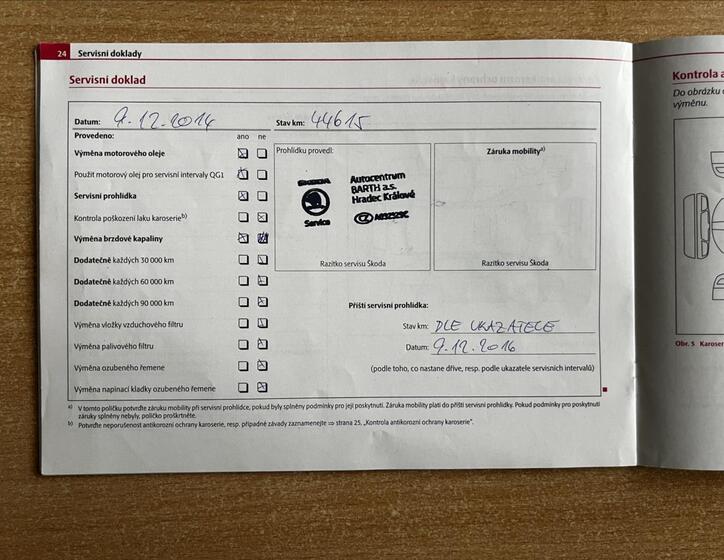 24 Servisní doklady
Servisní doklad
Datum: 9.12.2014 Stav km: 44615
Provedeno: ano ne
Výměna motorového oleje
Použit motorový olej pro servisní intervaly QG1
Servisní prohlídka
Kontrola poškození laku karoserie b)
Výměna brzdové kapaliny
Dodatečně každých 30 000 km
Dodatečně každých 60 000 km
Dodatečně každých 90 000 km
Výměna vložky vzduchového filtru
Výměna palivového filtru
Výměna ozubeného řemene
Výměna napínací kladky ozubeného řemene
Prohlídku provedl:
ŠKODA
Service
Autocentrum
BARTH a.s.
Hradec Králové
CZ
Razítko servisu Škoda
Záruka mobility a)
Razítko servisu Škoda
Příští servisní prohlídka:
Stav km: DLE UKAZATELE
Datum: 9.12.2016
(podle toho, co nastane dříve, resp. podle ukazatele servisních intervalů)
a) V tomto políčku potvrďte záruku mobility při servisní prohlídce, pokud byly splněny podmínky pro její poskytnutí. Záruka mobility platí do příští servisní prohlídky. Pokud podmínky pro poskytnutí
záruky splněny nebyly, políčko proškrtněte.
b) Potvrďte neporušenost antikorozní ochrany karoserie, resp. případné závady zaznamenejte ⇒ strana 25, „Kontrola antikorozní ochrany karoserie".
Kontrola a
Do obrázku
výměnu.
Obr. 5 Karoser